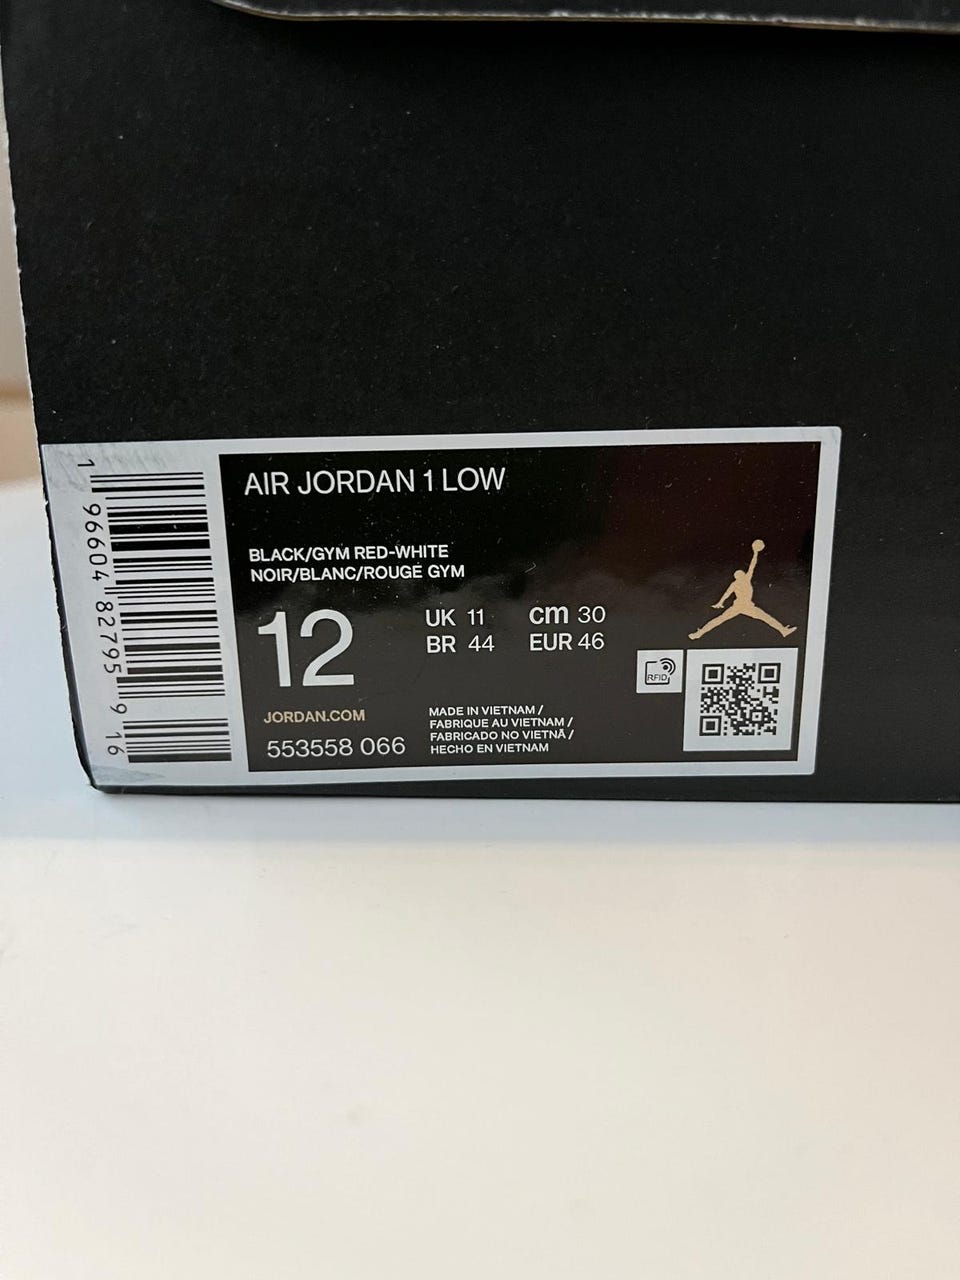 AIR JORDAN 1 LOW
BLACK/GYM RED-WHITE
NOIR/BLANC/ROUGE GYM
12
UK 11 cm 30
BR 44 EUR 46
RFID
JORDAN.COM
553558 066
MADE IN VIETNAM /
FABRIQUE AU VIETNAM /
FABRICADO NO VIETNÃ /
HECHO EN VIETNAM
1 96604 82795 9 16